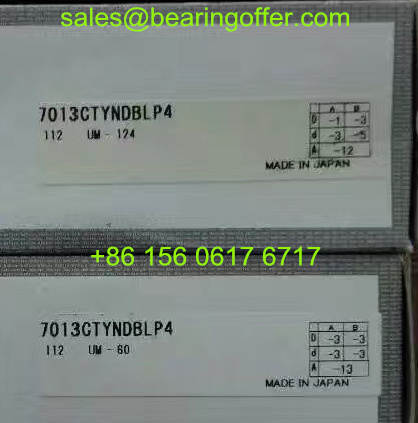 sales@bearingoffer.com
7013CTYNDBLP4
112 UM - 124
A B
D -1 -3
d -3 -5
A -12
MADE IN JAPAN
+86 156 0617 6717
7013CTYNDBLP4
112 UM - 60
A B
D -3 -3
d -3 -3
A -13
MADE IN JAPAN